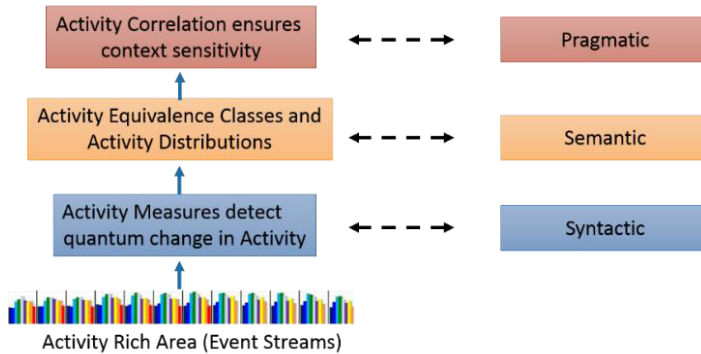 Activity Correlation ensures
context sensitivity
Pragmatic
Activity Equivalence Classes and
Activity Distributions
Semantic
Activity Measures detect
quantum change in Activity
Syntactic
Activity Rich Area (Event Streams)